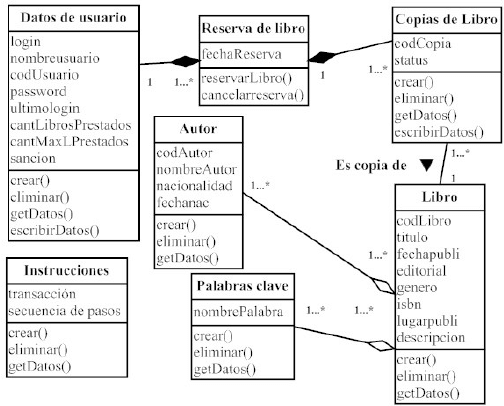 Datos de usuario
login
nombreusuario
codUsuario
password
ultimologin
cantLibrosPrestados
cantMaxLPrestados
sancion
crear()
eliminar()
getDatos()
escribirDatos()
1
1...*
Reserva de libro
fechaReserva
reservarLibro()
cancelarreserva()
1
1...*
Copias de Libro
codCopia
status
crear()
eliminar()
getDatos()
escribirDatos()
1...*
Es copia de
1
Autor
codAutor
nombreAutor
nacionalidad
fechanac
crear()
eliminar()
getDatos()
1...*
1...*
Libro
codLibro
titulo
fechapubli
editorial
genero
isbn
lugarpubli
descripcion
crear()
eliminar()
getDatos()
Instrucciones
transacción
secuencia de pasos
crear()
eliminar()
getDatos()
Palabras clave
nombrePalabra
crear()
eliminar()
getDatos()
1...*
1...*